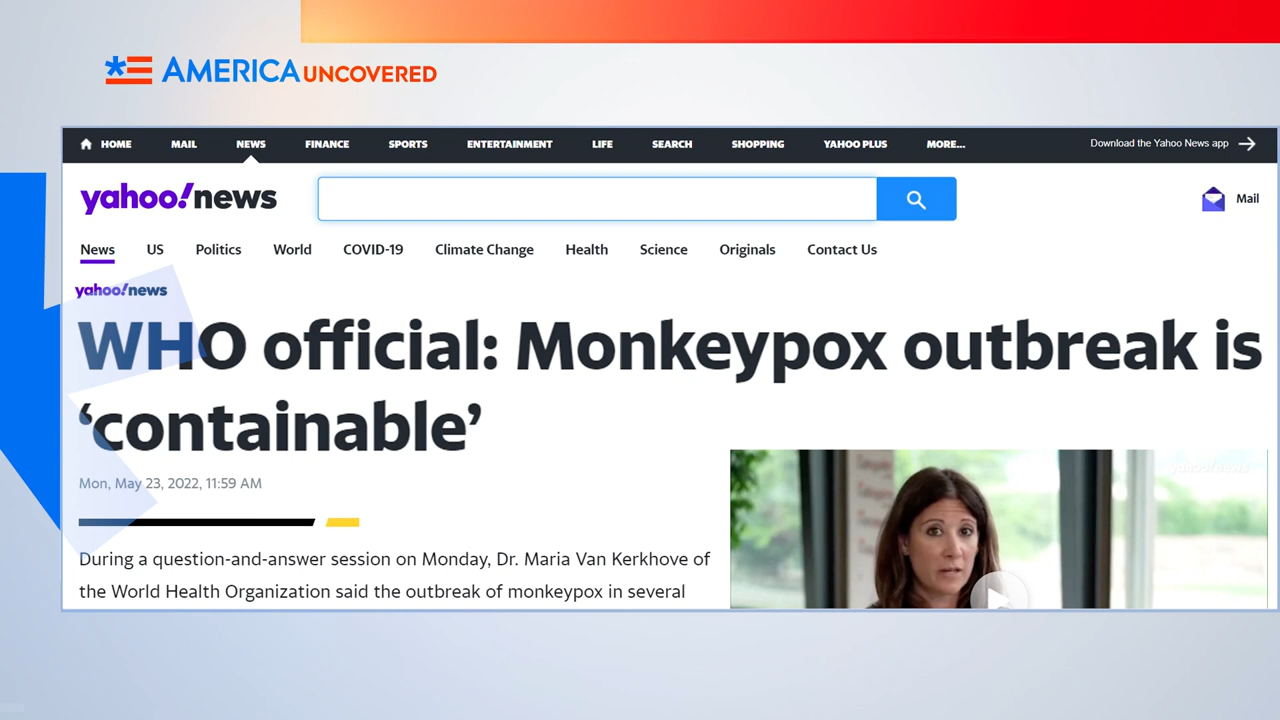 AMERICA UNCOVERED
HOME MAIL NEWS FINANCE SPORTS ENTERTAINMENT LIFE SEARCH SHOPPING YAHOO PLUS MORE... Download the Yahoo News app
yahoo!news
Mail
News US Politics World COVID-19 Climate Change Health Science Originals Contact Us
yahoo!news
WHO official: Monkeypox outbreak is
‘containable’
Mon, May 23, 2022, 11:59 AM
yahoo!news
During a question-and-answer session on Monday, Dr. Maria Van Kerkhove of
the World Health Organization said the outbreak of monkeypox in several